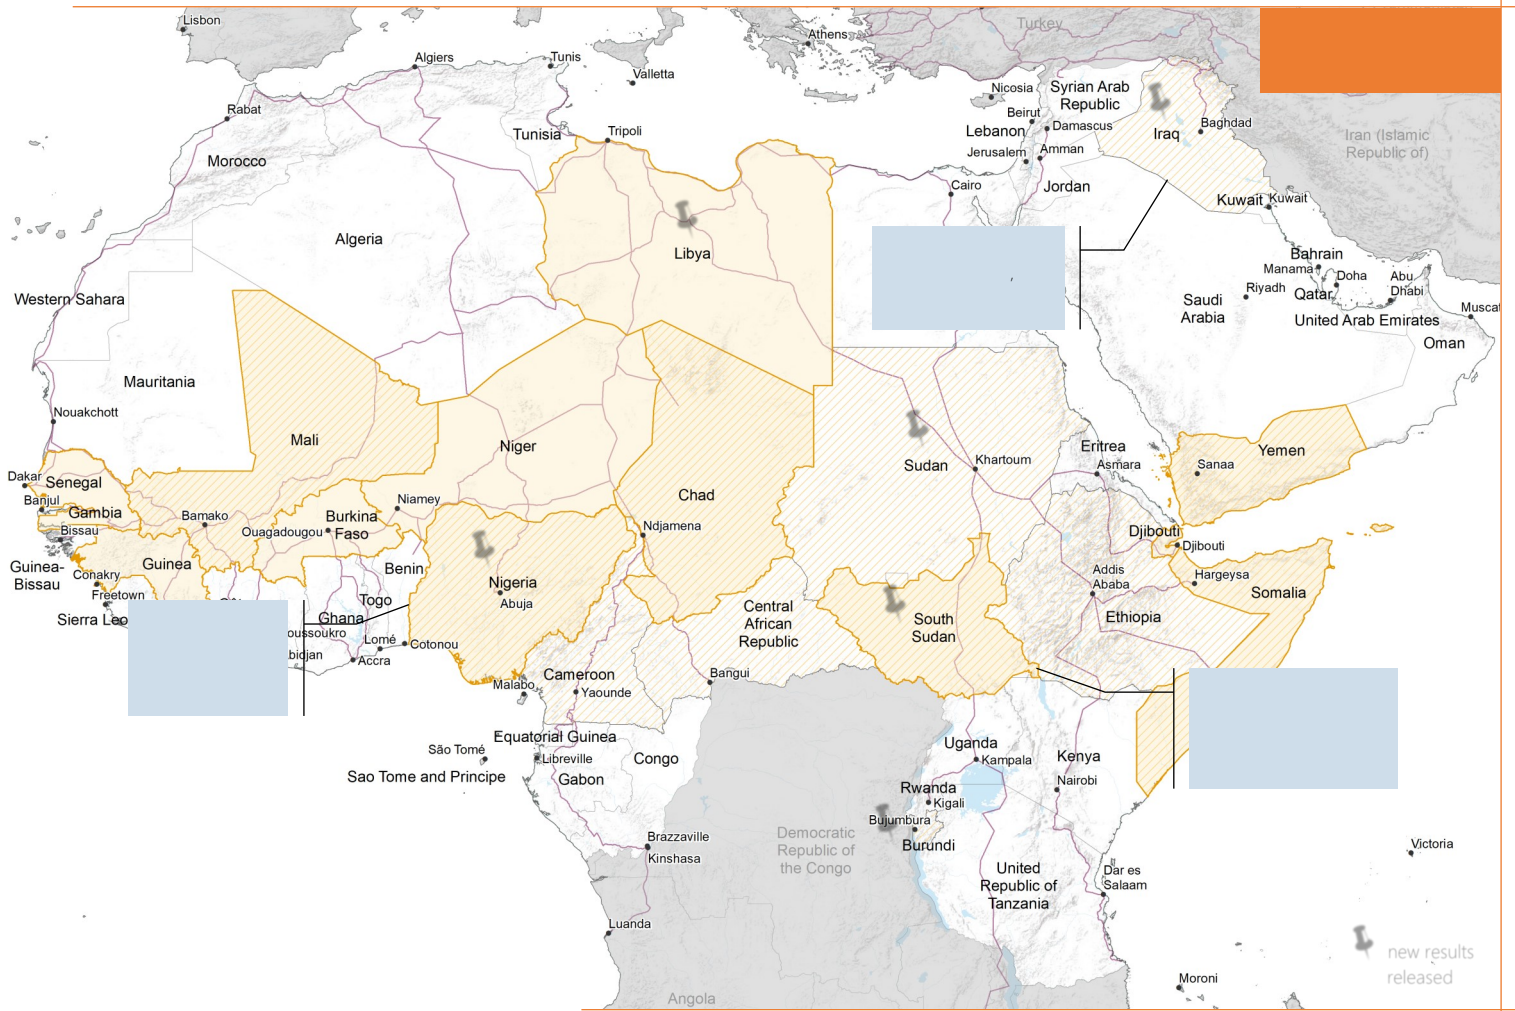 Lisbon
Turkey
Athens
Algiers
Tunis
Valletta
Nicosia
Syrian Arab
Republic
Rabat
Beirut
Tunisia
Tripoli
Lebanon
Damascus
Iraq
Baghdad
Iran (Islamic
Republic of)
Morocco
Jerusalem
Amman
Cairo
Jordan
Kuwait
Kuwait
Algeria
Libya
Bahrain
Manama
Doha
Abu
Dhabi
Western Sahara
Riyadh
Qatar
Saudi
Arabia
Muscat
United Arab Emirates
Oman
Mauritania
Nouakchott
Mali
Niger
Sudan
Khartoum
Eritrea
Asmara
Yemen
Sanaa
Dakar
Senegal
Banjul
Gambia
Bissau
Bamako
Niamey
Chad
Burkina
Faso
Ouagadougou
Ndjamena
Djibouti
Djibouti
Guinea-
Bissau
Guinea
Conakry
Freetown
Benin
Nigeria
Abuja
Addis
Ababa
Hargeysa
Somalia
Sierra Leo
Togo
Ghana
Central
African
Republic
South
Sudan
Ethiopia
oussoukro
Lomé
Cotonou
bidjan
Accra
Malabo
Cameroon
Yaounde
Bangui
Equatorial Guinea
São Tomé
Libreville
Congo
Uganda
Kampala
Kenya
Sao Tome and Principe
Gabon
Rwanda
Kigali
Nairobi
Bujumbura
Burundi
Brazzaville
Kinshasa
Democratic
Republic of
the Congo
Victoria
United
Republic of
Tanzania
Dar es
Salaam
Luanda
new results
released
Moroni
Angola